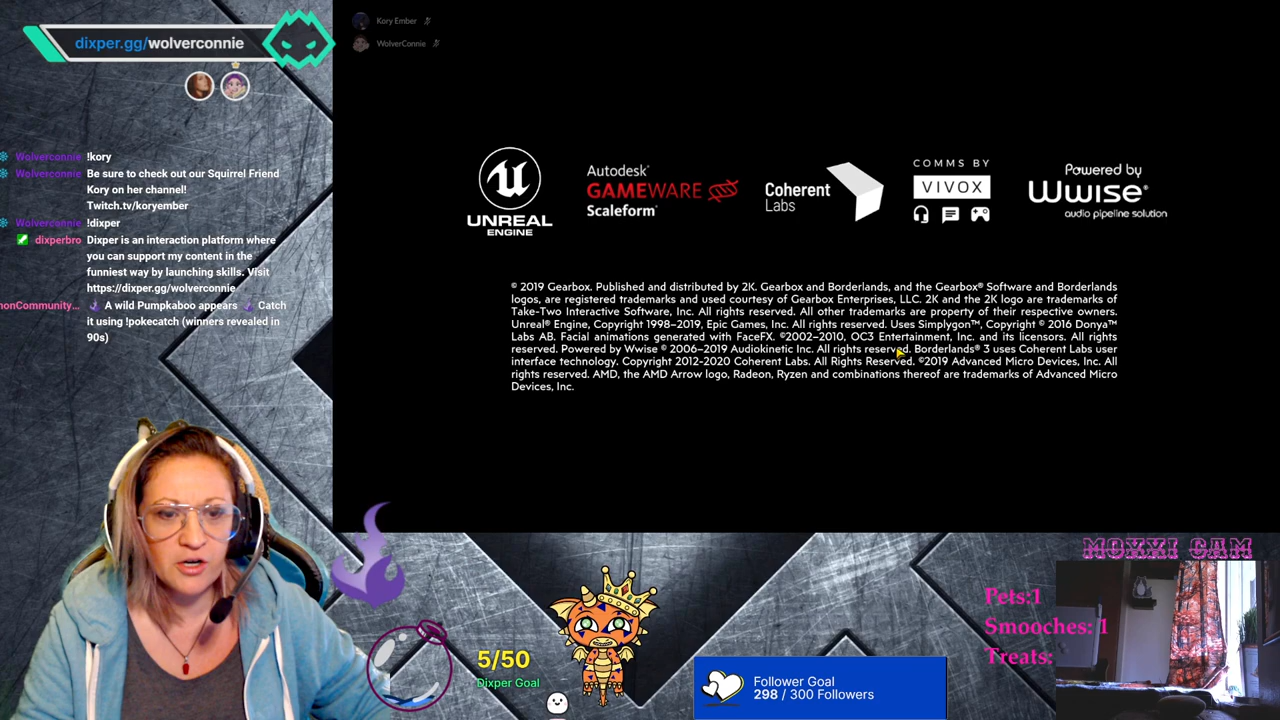 dixper.gg/wolverconnie
Wolverconnie !kory
Wolverconnie Be sure to check out our Squirrel Friend
Kory on her channel!
Twitch.tv/koryember
Wolverconnie !dixper
dixperbro Dixper is an interaction platform where
you can support my content in the
funniest way by launching skills. Visit
https://dixper.gg/wolverconnie
monCommunity... A wild Pumpkaboo appears Catch
it using !pokecatch (winners revealed in
90s)
Kory Ember
WolverConnie
UNREAL
ENGINE
Autodesk®
GAMEWARE
Scaleform®
Coherent
Labs
COMMS BY
VIVOX
Powered by
Wwise®
audio pipeline solution
© 2019 Gearbox. Published and distributed by 2K. Gearbox and Borderlands, and the Gearbox® Software and Borderlands
logos, are registered trademarks and used courtesy of Gearbox Enterprises, LLC. 2K and the 2K logo are trademarks of
Take-Two Interactive Software, Inc. All rights reserved. All other trademarks are property of their respective owners.
Unreal® Engine, Copyright 1998–2019, Epic Games, Inc. All rights reserved. Uses Simplygon™, Copyright © 2016 Donya™
Labs AB. Facial animations generated with FaceFX. ©2002–2010, OC3 Entertainment, Inc. and its licensors. All rights
reserved. Powered by Wwise © 2006–2019 Audiokinetic Inc. All rights reserved. Borderlands® 3 uses Coherent Labs user
interface technology. Copyright 2012-2020 Coherent Labs. All Rights Reserved. ©2019 Advanced Micro Devices, Inc. All
rights reserved. AMD, the AMD Arrow logo, Radeon, Ryzen and combinations thereof are trademarks of Advanced Micro
Devices, Inc.
MOXXI CAM
Pets:1
Smooches: 1
Treats:
5/50
Dixper Goal
Follower Goal
298 / 300 Followers